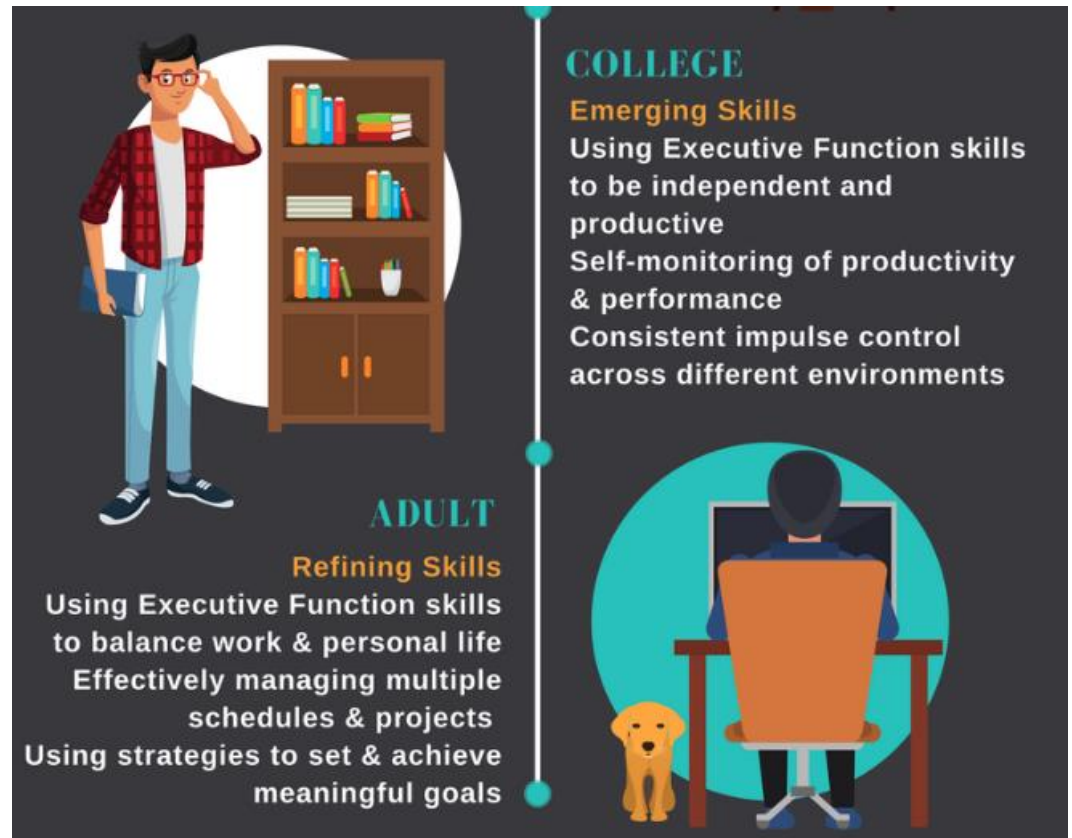 COLLEGE
Emerging Skills
Using Executive Function skills
to be independent and
productive
Self-monitoring of productivity
& performance
Consistent impulse control
across different environments
ADULT
Refining Skills
Using Executive Function skills
to balance work & personal life
Effectively managing multiple
schedules & projects
Using strategies to set & achieve
meaningful goals